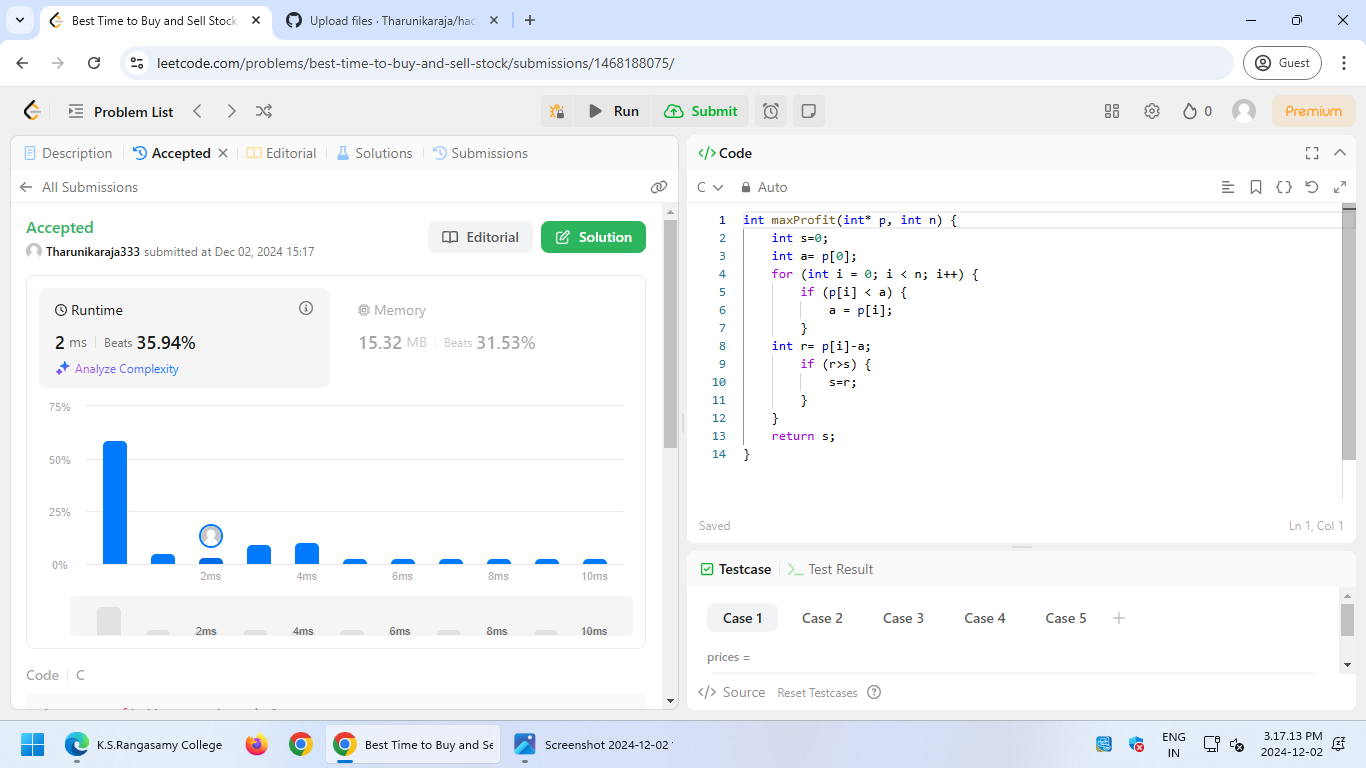 Best Time to Buy and Sell Stock
Upload files · Tharunikaraja/hac
leetcode.com/problems/best-time-to-buy-and-sell-stock/submissions/1468188075/
Guest
Problem List
Run
Submit
0
Premium
Description
Accepted
Editorial
Solutions
Submissions
All Submissions
Accepted
Tharunikaraja333 submitted at Dec 02, 2024 15:17
Editorial
Solution
Runtime
2 ms
Beats 35.94%
Analyze Complexity
Memory
15.32 MB
Beats 31.53%
75%
50%
25%
0%
2ms
4ms
6ms
8ms
10ms
2ms
4ms
6ms
8ms
10ms
Code
C
</> Code
C
Auto
1 int maxProfit(int* p, int n) {
2 int s=0;
3 int a= p[0];
4 for (int i = 0; i < n; i++) {
5 if (p[i] < a) {
6 a = p[i];
7 }
8 int r= p[i]-a;
9 if (r>s) {
10 s=r;
11 }
12 }
13 return s;
14 }
Saved
Ln 1, Col 1
Testcase
Test Result
Case 1
Case 2
Case 3
Case 4
Case 5
prices =
</> Source
Reset Testcases
K.S.Rangasamy College
Best Time to Buy and Se
Screenshot 2024-12-02
ENG
IN
3.17.13 PM
2024-12-02